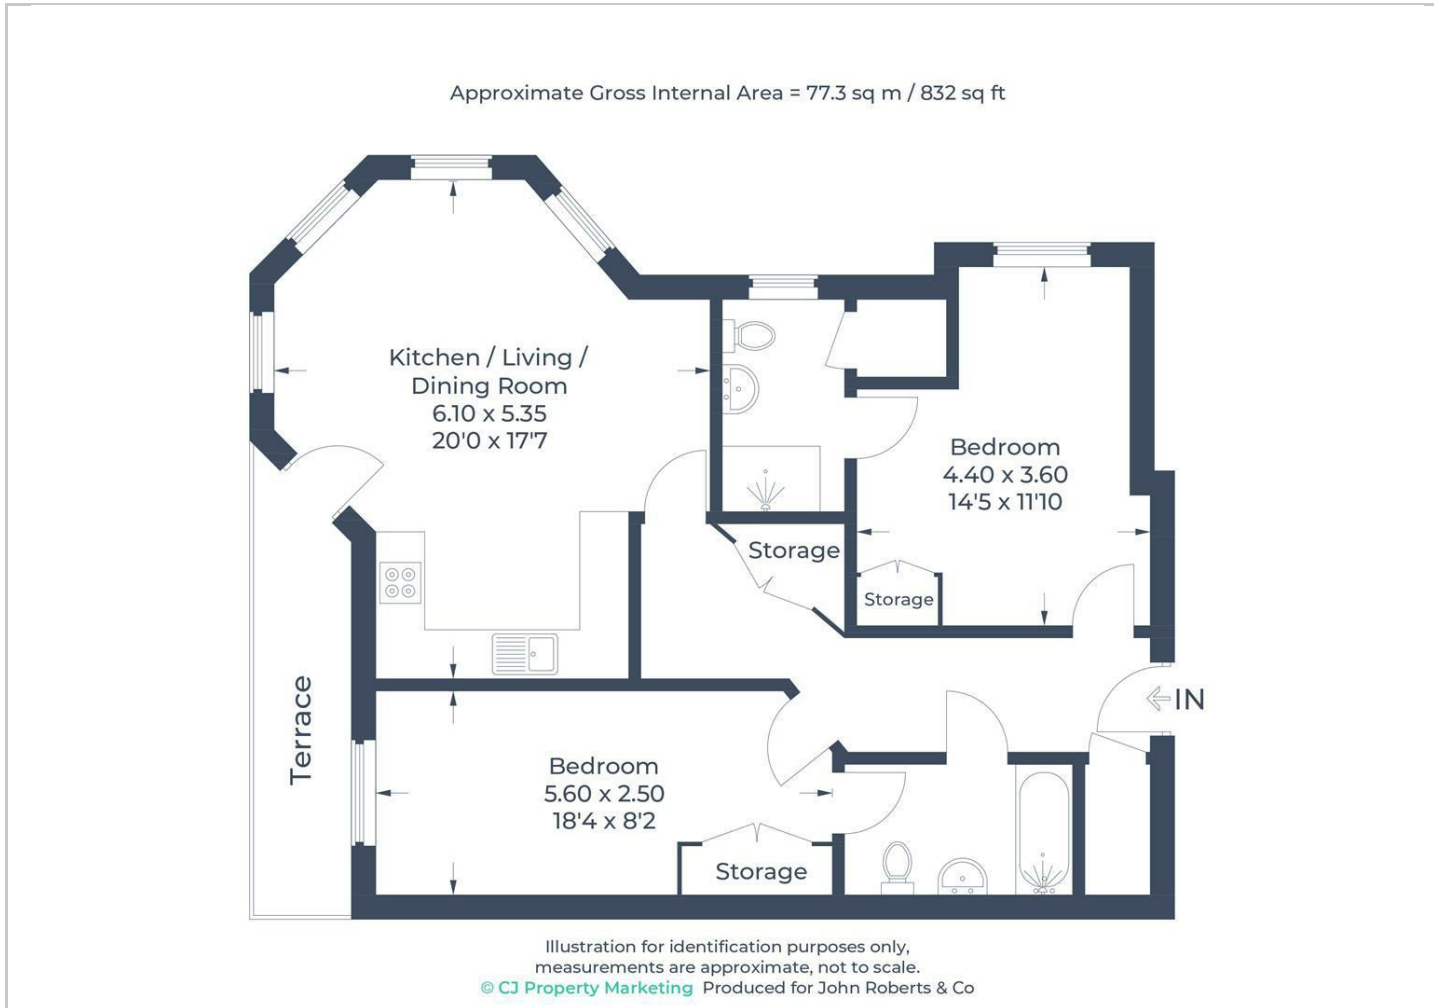 Approximate Gross Internal Area = 77.3 sq m / 832 sq ft
Kitchen / Living /
Dining Room
6.10 x 5.35
20'0 x 17'7
Bedroom
4.40 x 3.60
14'5 x 11'10
Storage
Storage
IN
Terrace
Bedroom
5.60 x 2.50
18'4 x 8'2
Storage
Illustration for identification purposes only,
measurements are approximate, not to scale.
© CJ Property Marketing Produced for John Roberts & Co